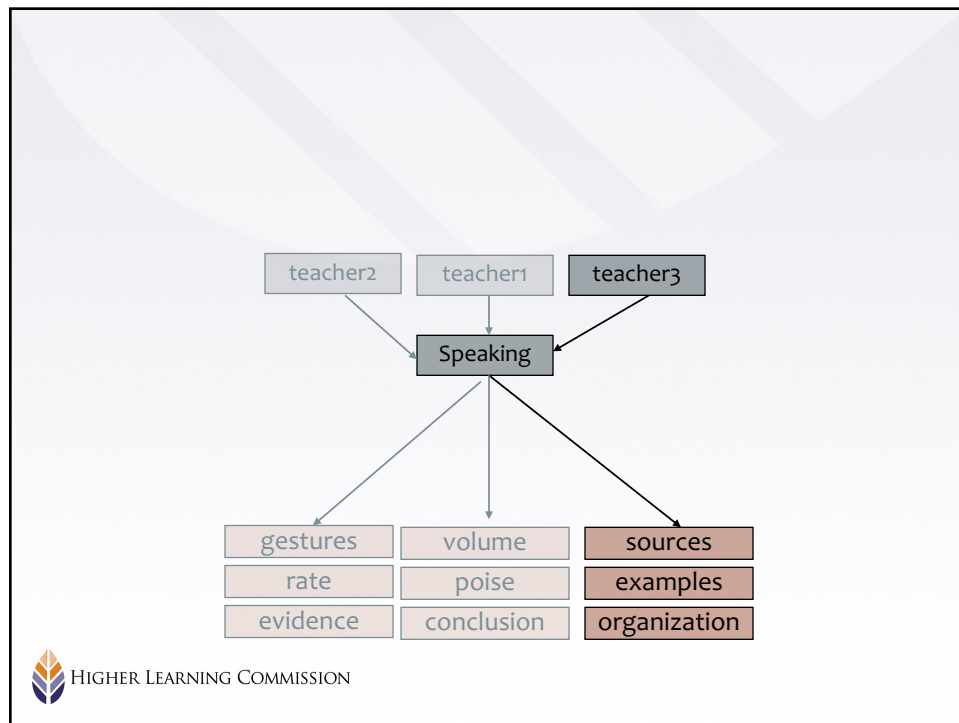 teacher2 teacher1 teacher3
Speaking
gestures volume sources
rate poise examples
evidence conclusion organization
HIGHER LEARNING COMMISSION